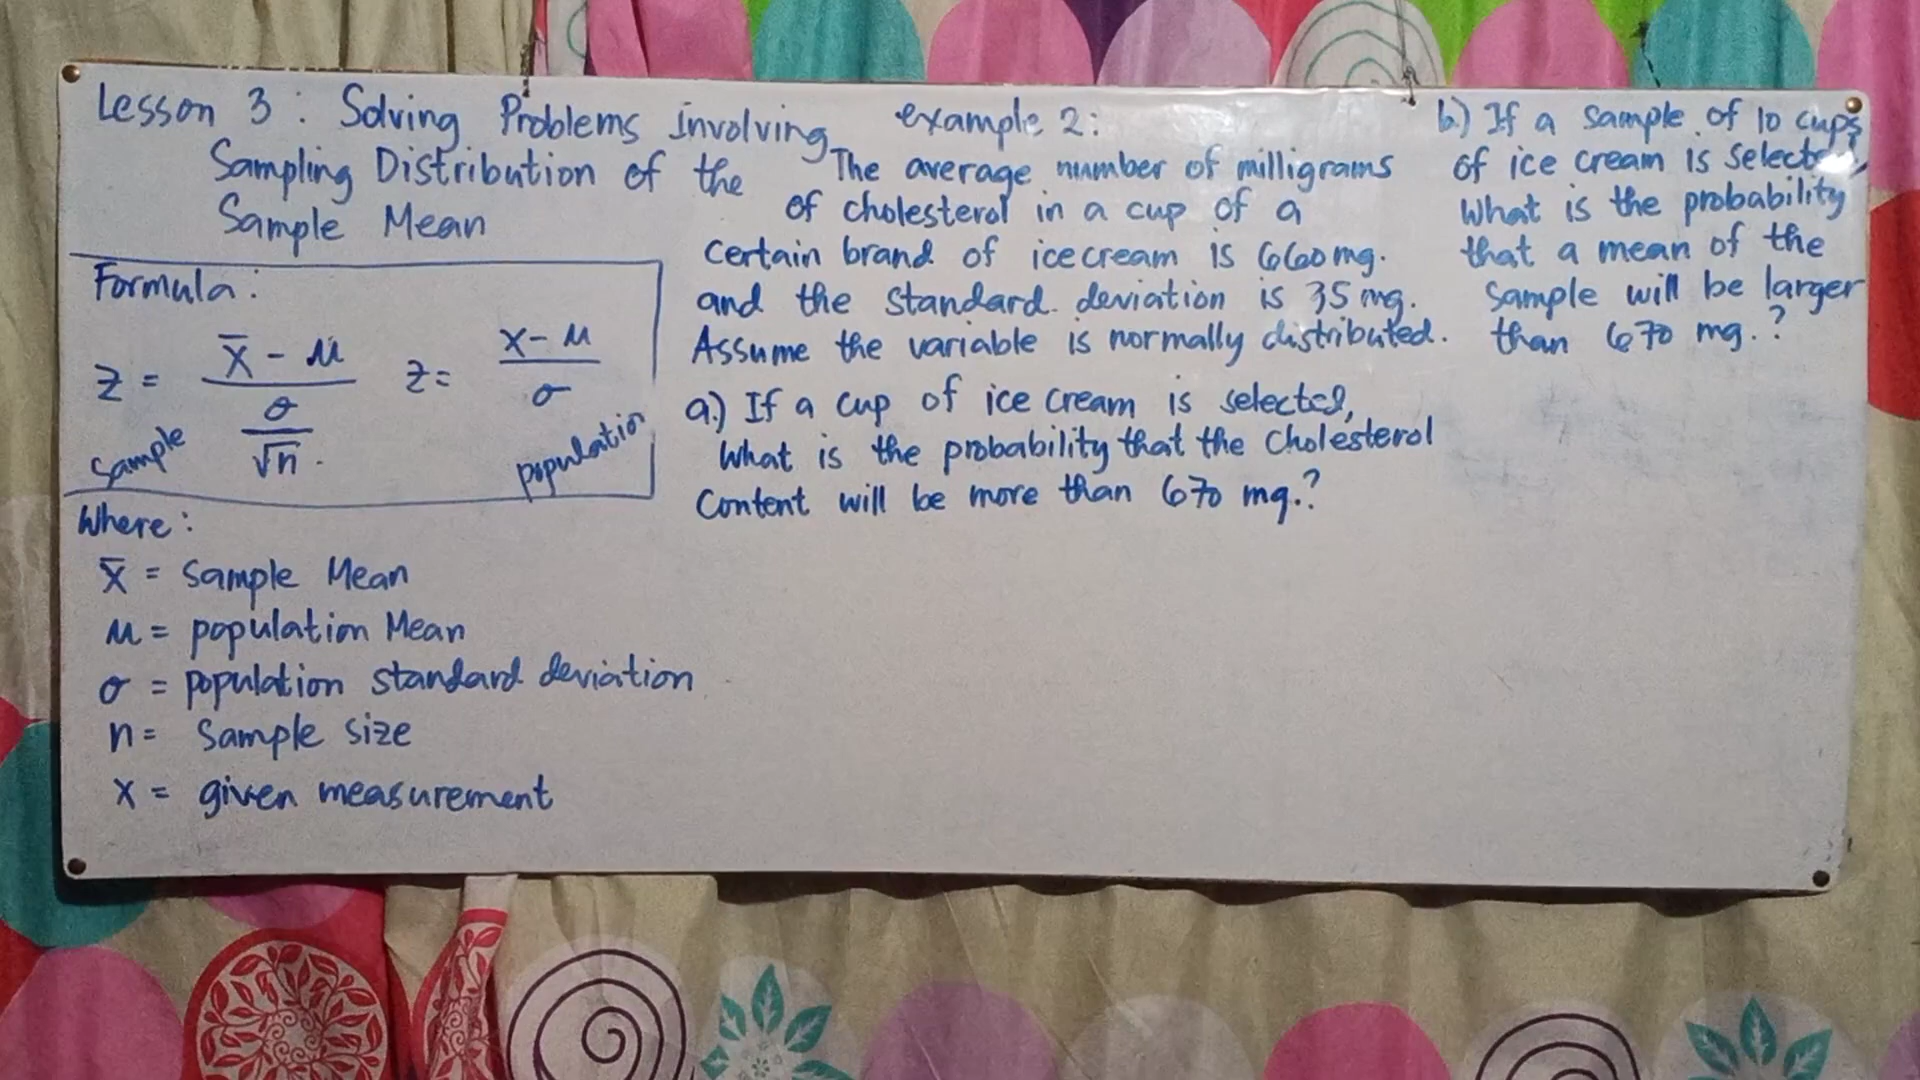 Lesson 3 : Solving Problems Involving
Sampling Distribution of the
Sample Mean
Formula:
z = x̄ - μ / σ / √n .
Sample
z = x - μ / σ
population
Where:
x̄ = Sample Mean
μ = population Mean
σ = population standard deviation
n = Sample size
x = given measurement
example 2:
The average number of milligrams
of cholesterol in a cup of a
certain brand of icecream is 660mg.
and the standard deviation is 35 mg.
Assume the variable is normally distributed.
a.) If a cup of ice cream is selected,
What is the probability that the Cholesterol
Content will be more than 670 mg.?
b.) If a sample of 10 cups
of ice cream is selected,
What is the probability
that a mean of the
Sample will be larger
than 670 mg.?